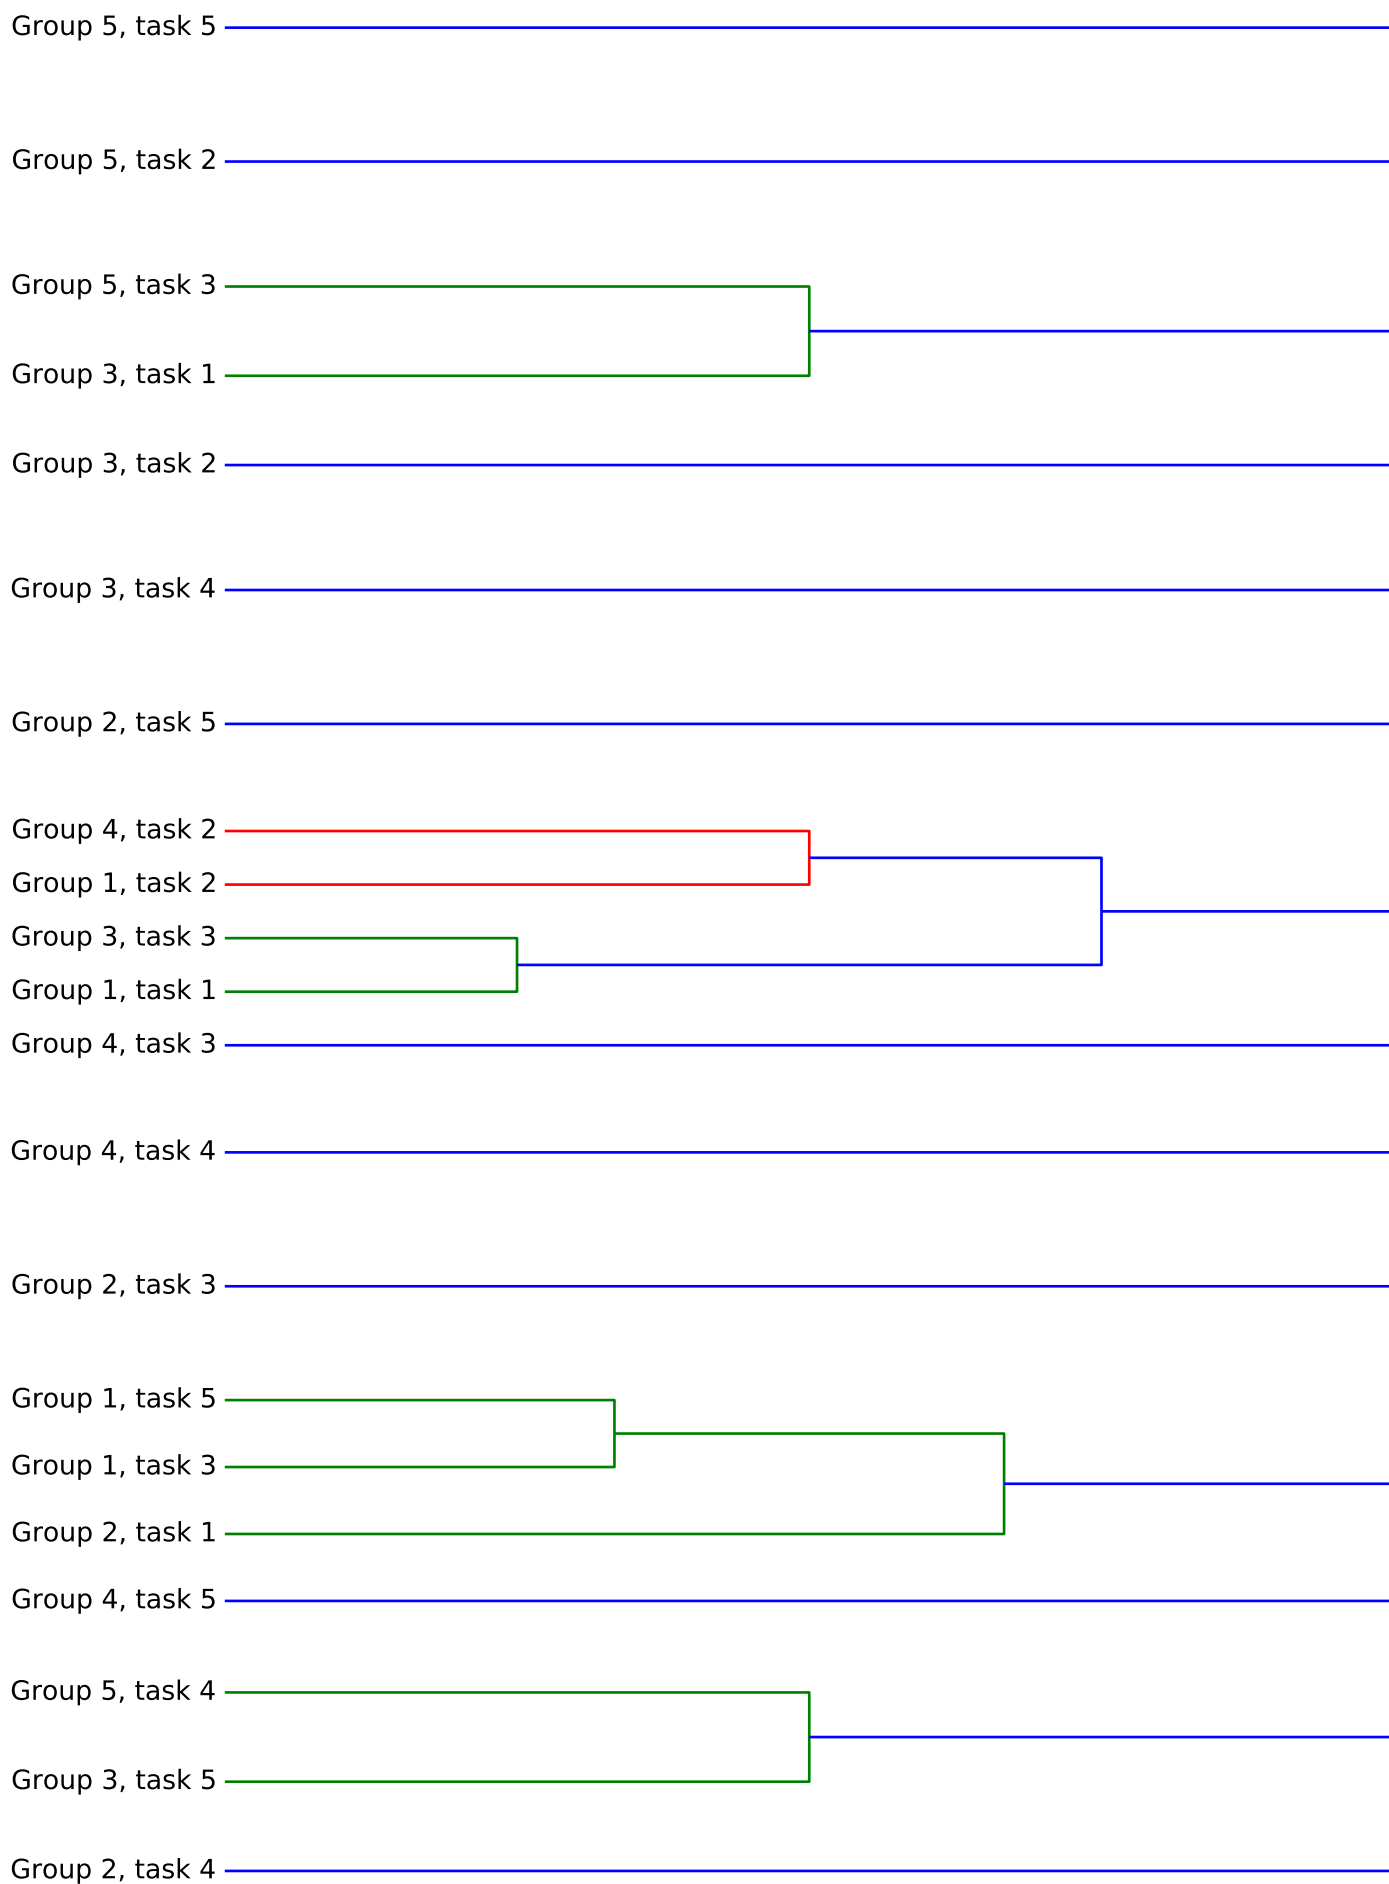 Group 5, task 5
Group 5, task 2
Group 5, task 3
Group 3, task 1
Group 3, task 2
Group 3, task 4
Group 2, task 5
Group 4, task 2
Group 1, task 2
Group 3, task 3
Group 1, task 1
Group 4, task 3
Group 4, task 4
Group 2, task 3
Group 1, task 5
Group 1, task 3
Group 2, task 1
Group 4, task 5
Group 5, task 4
Group 3, task 5
Group 2, task 4